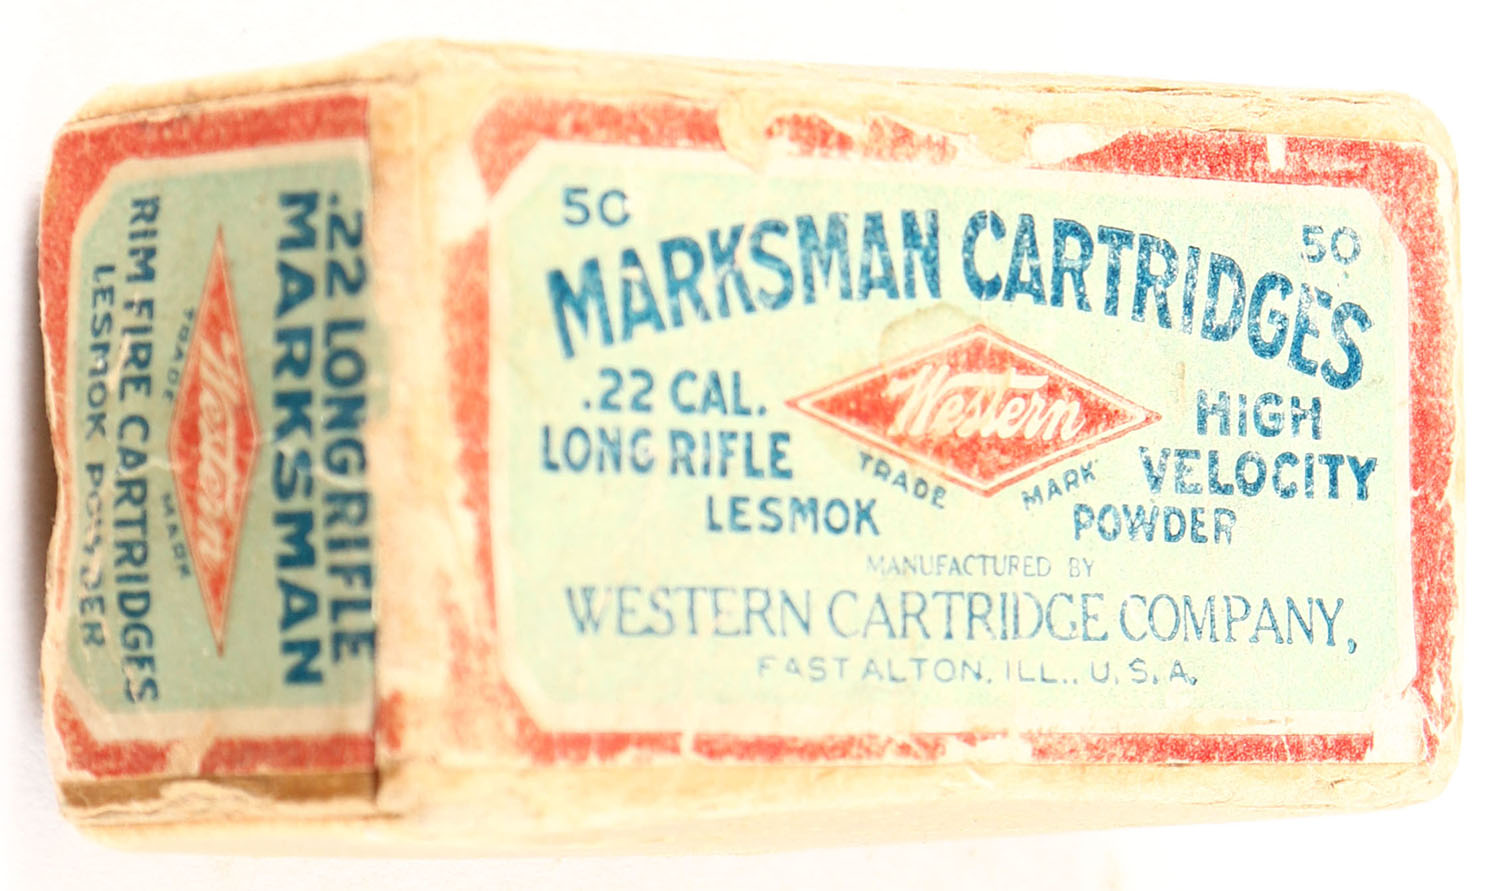 50 50
MARKSMAN CARTRIDGES
.22 CAL.
LONG RIFLE
LESMOK
Western
TRADE MARK
HIGH
VELOCITY
POWDER
MANUFACTURED BY
WESTERN CARTRIDGE COMPANY,
EAST ALTON, ILL., U.S.A.
.22 LONG RIFLE
MARKSMAN
Western
TRADE MARK
RIM FIRE CARTRIDGES
LESMOK POWDER